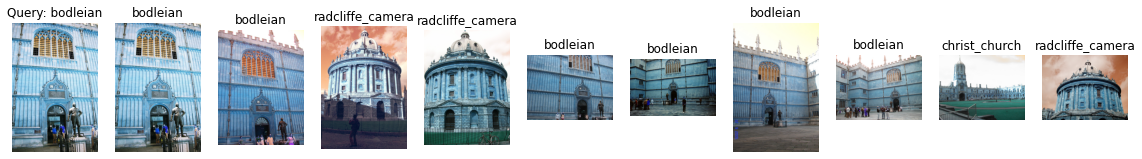 Query: bodleian
bodleian
bodleian
radcliffe_camera
radcliffe_camera
bodleian
bodleian
bodleian
bodleian
christ_church
radcliffe_camera